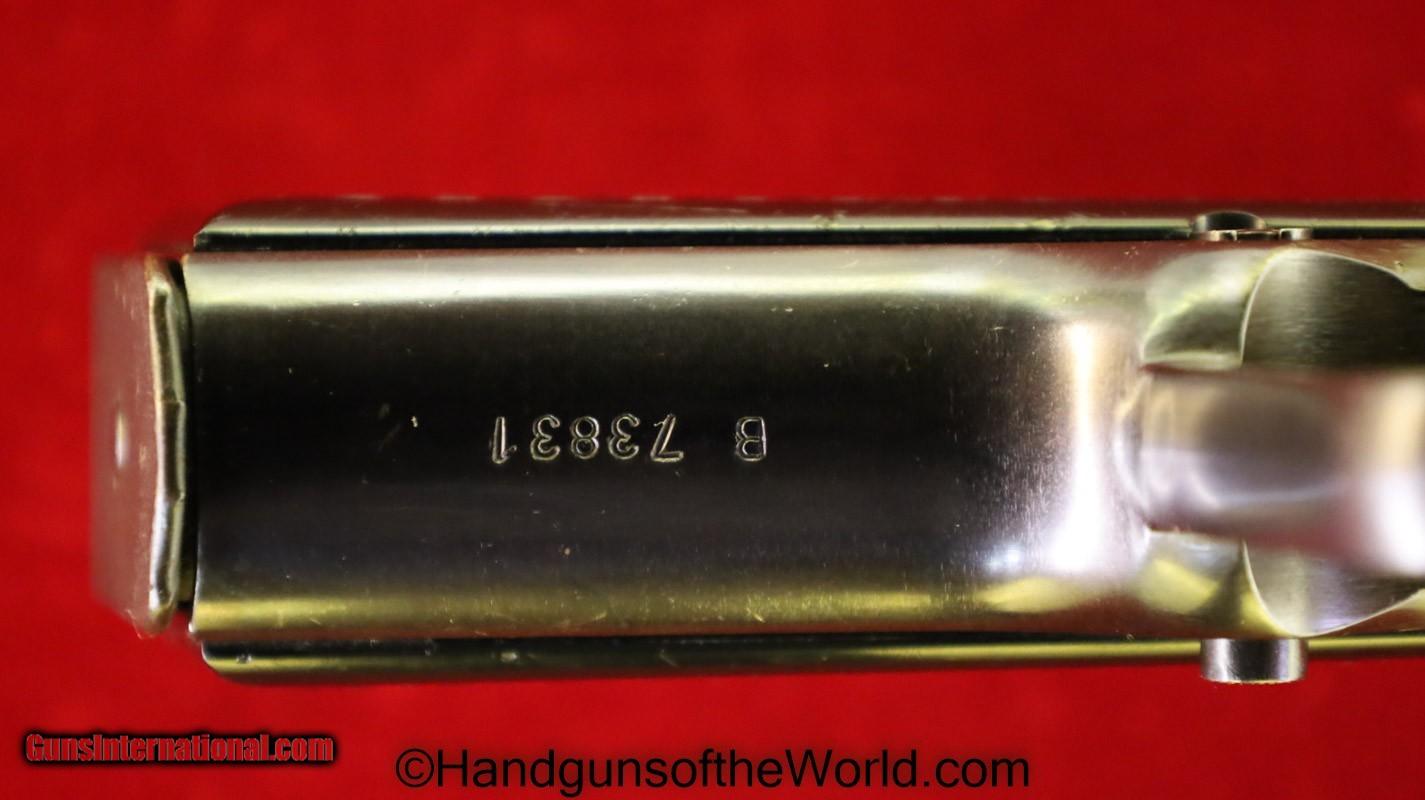 B 73831
GunsInternational.com
©HandgunsoftheWorld.com